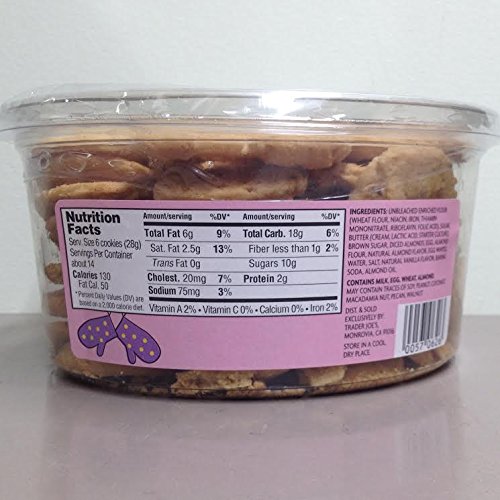 Nutrition
Facts
Serv. Size 6 cookies (28g)
Servings Per Container
about 14
Calories 130
Fat Cal. 50
*Percent Daily Values (DV) are
based on a 2,000 calorie diet.
Amount/serving %DV* Amount/serving %DV*
Total Fat 6g 9% Total Carb. 18g 6%
Sat. Fat 2.5g 13% Fiber less than 1g 2%
Trans Fat 0g Sugars 10g
Cholest. 20mg 7% Protein 2g
Sodium 75mg 3%
Vitamin A 2% • Vitamin C 0% • Calcium 0% • Iron 2%
INGREDIENTS: UNBLEACHED ENRICHED FLOUR
(WHEAT FLOUR, NIACIN, IRON, THIAMIN
MONONITRATE, RIBOFLAVIN, FOLIC ACID), SUGAR,
BUTTER (CREAM, LACTIC ACID, STARTER CULTURE),
BROWN SUGAR, DICED ALMONDS, EGG, ALMOND
FLOUR, NATURAL ALMOND FLAVOR, EGG WHITES,
WATER, SALT, NATURAL VANILLA FLAVOR, BAKING
SODA, ALMOND OIL.
CONTAINS MILK, EGG, WHEAT, ALMOND.
MAY CONTAIN TRACES OF SOY, PEANUT, COCONUT,
MACADAMIA NUT, PECAN, WALNUT
DIST. & SOLD
EXCLUSIVELY BY:
TRADER JOE'S,
MONROVIA, CA 91016
STORE IN A COOL,
DRY PLACE.